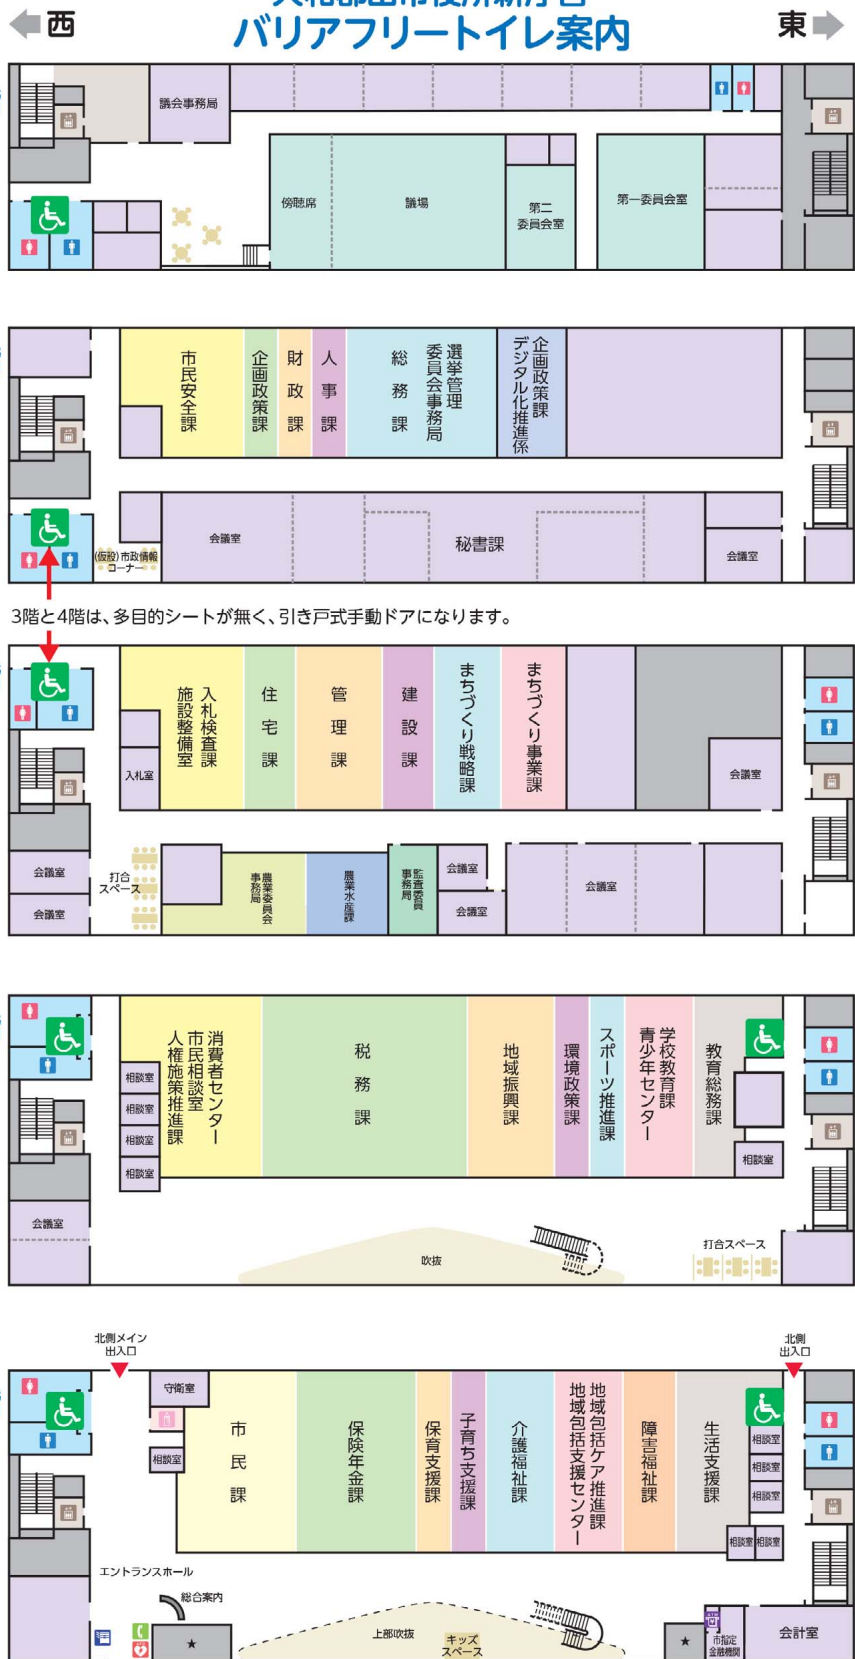 西
バリアフリートイレ案内
東
議会事務局
傍聴席
議場
第二
委員会室
第一委員会室
市民安全課
企画政策課
財政課
人事課
総務課
選挙管理
委員会事務局
企画政策課
デジタル化推進係
会議室
秘書課
会議室
(仮設)市政情報
コーナー
3階と4階は、多目的シートが無く、引き戸式手動ドアになります。
入札検査課
施設整備室
住宅課
管理課
建設課
まちづくり戦略課
まちづくり事業課
入札室
会議室
会議室
会議室
打合
スペース
農業委員会
事務局
農業水産課
監査委員
事務局
会議室
会議室
会議室
消費者センター
市民相談室
人権施策推進課
税務課
地域振興課
環境政策課
スポーツ推進課
学校教育課
青少年センター
教育総務課
相談室
相談室
相談室
相談室
相談室
会議室
吹抜
打合スペース
北側メイン
出入口
北側
出入口
守衛室
相談室
市民課
保険年金課
保育支援課
子育ち支援課
介護福祉課
地域包括ケア推進課
地域包括支援センター
障害福祉課
生活支援課
相談室
相談室
相談室
相談室
相談室
エントランスホール
総合案内
★
上部吹抜
キッズ
スペース
★
市指定
金融機関
会計室